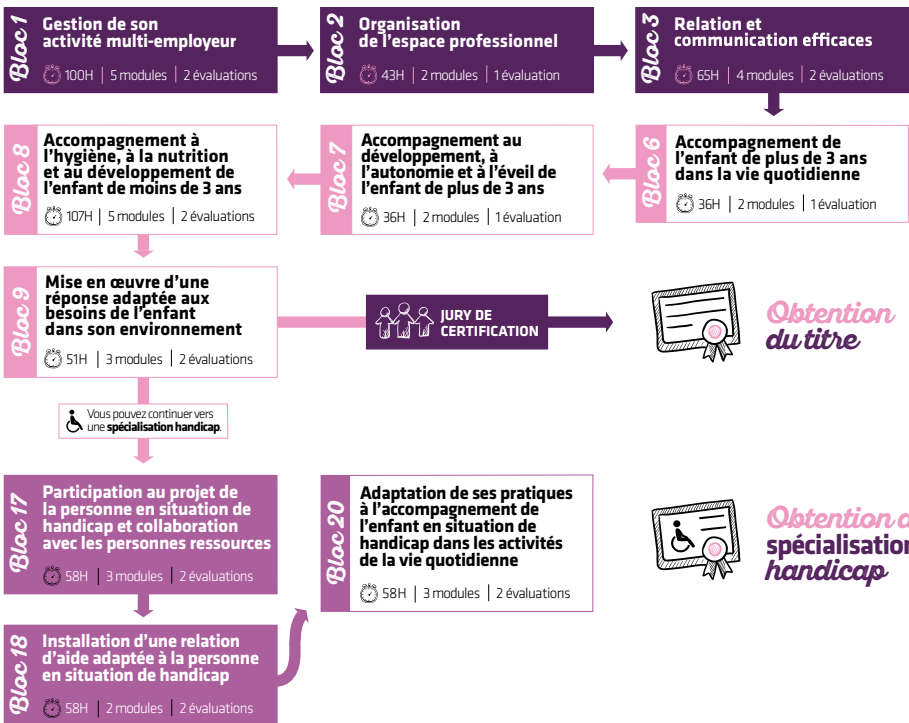 Bloc 1
Gestion de son
activité multi-employeur
100H | 5 modules | 2 évaluations
Bloc 2
Organisation
de l'espace professionnel
43H | 2 modules | 1 évaluation
Bloc 3
Relation et
communication efficaces
65H | 4 modules | 2 évaluations
Bloc 8
Accompagnement à
l'hygiène, à la nutrition
et au développement de
l'enfant de moins de 3 ans
107H | 5 modules | 2 évaluations
Bloc 7
Accompagnement au
développement, à
l'autonomie et à l'éveil de
l'enfant de plus de 3 ans
36H | 2 modules | 1 évaluation
Bloc 6
Accompagnement de
l'enfant de plus de 3 ans
dans la vie quotidienne
36H | 2 modules | 1 évaluation
Bloc 9
Mise en œuvre d'une
réponse adaptée aux
besoins de l'enfant
dans son environnement
51H | 3 modules | 2 évaluations
JURY DE
CERTIFICATION
Obtention
du titre
Vous pouvez continuer vers
une spécialisation handicap.
Bloc 17
Participation au projet de
la personne en situation de
handicap et collaboration
avec les personnes ressources
58H | 3 modules | 2 évaluations
Bloc 20
Adaptation de ses pratiques
à l'accompagnement de
l'enfant en situation de
handicap dans les activités
de la vie quotidienne
58H | 3 modules | 2 évaluations
Obtention
spécialisation
handicap
Bloc 18
Installation d'une relation
d'aide adaptée à la personne
en situation de handicap
58H | 2 modules | 2 évaluations